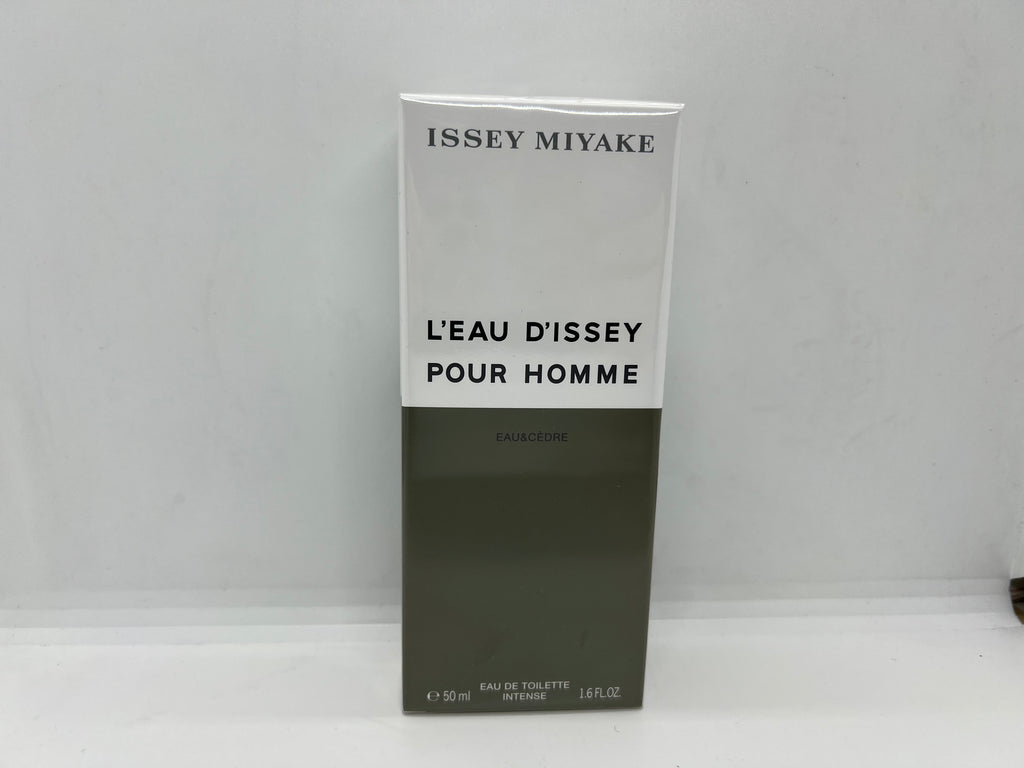 ISSEY MIYAKE
L'EAU D'ISSEY
POUR HOMME
EAU&CÈDRE
EAU DE TOILETTE
℮ 50 ml INTENSE 1.6 FL.OZ.